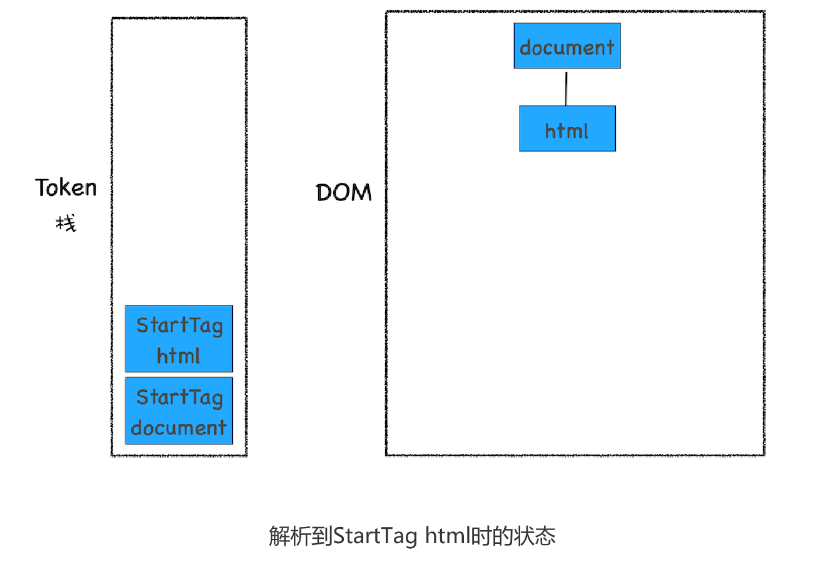 Token
栈
StartTag
html
StartTag
document
DOM
document
html
解析到StartTag html时的状态